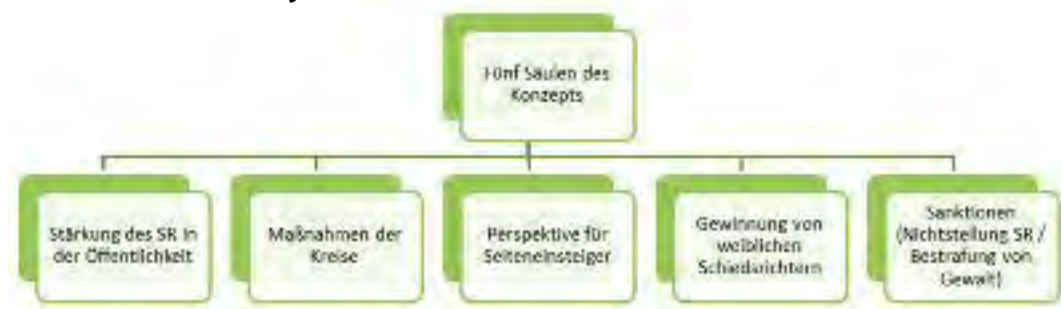 Fünf Säulen des
Konzepts
Stärkung des SR in
der Öffentlichkeit
Maßnahmen der
Kreise
Perspektive für
Seiteneinsteiger
Gewinnung von
weiblichen
Schiedsrichtern
Sanktionen
(Nichtstellung SR /
Bestrafung von
Gewalt)